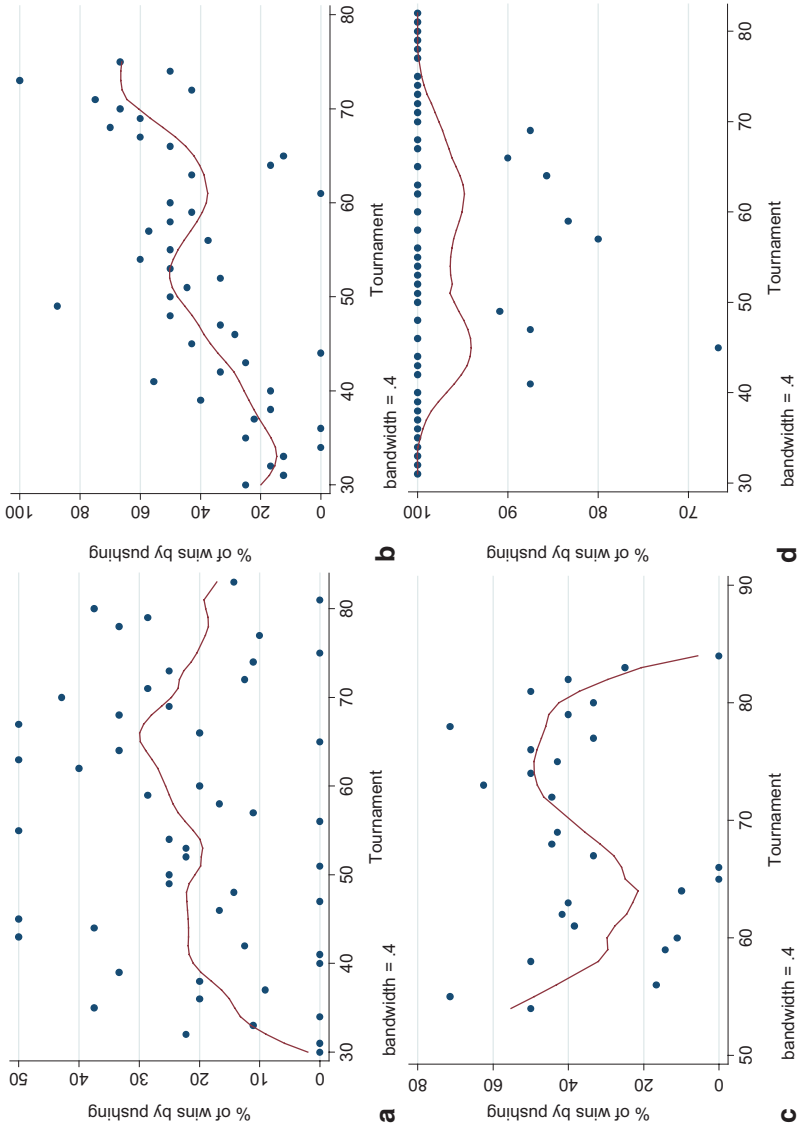 a
% of wins by pushing
50
40
30
20
10
0
30 40 50 60 70 80
Tournament
bandwidth = .4
b
% of wins by pushing
100
80
60
40
20
0
30 40 50 60 70 80
Tournament
bandwidth = .4
c
% of wins by pushing
80
60
40
20
0
50 60 70 80 90
Tournament
bandwidth = .4
d
% of wins by pushing
100
90
80
70
30 40 50 60 70 80
Tournament
bandwidth = .4